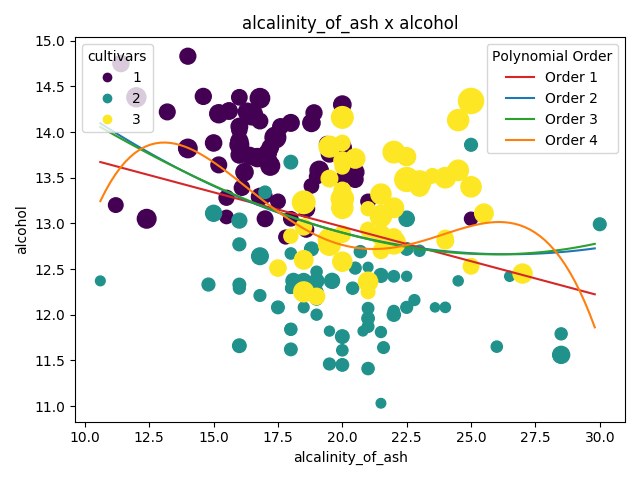 alcalinity_of_ash x alcohol
cultivars
1
2
3
Polynomial Order
Order 1
Order 2
Order 3
Order 4
alcohol
15.0
14.5
14.0
13.5
13.0
12.5
12.0
11.5
11.0
10.0 12.5 15.0 17.5 20.0 22.5 25.0 27.5 30.0
alcalinity_of_ash